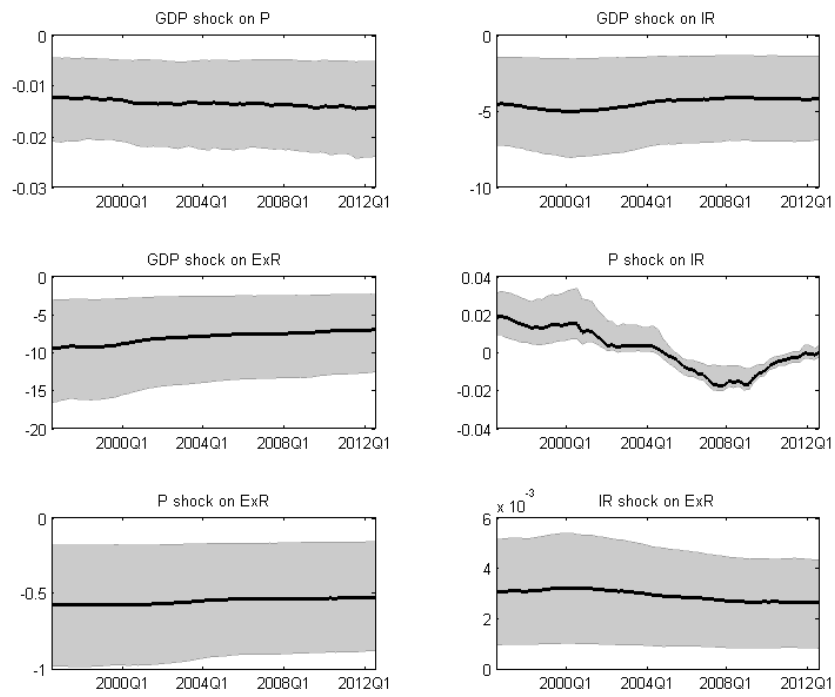 GDP shock on P
0
-0.01
-0.02
-0.03
2000Q1 2004Q1 2008Q1 2012Q1
GDP shock on IR
0
-5
-10
2000Q1 2004Q1 2008Q1 2012Q1
GDP shock on ExR
0
-5
-10
-15
-20
2000Q1 2004Q1 2008Q1 2012Q1
P shock on IR
0.04
0.02
0
-0.02
-0.04
2000Q1 2004Q1 2008Q1 2012Q1
P shock on ExR
0
-0.5
-1
2000Q1 2004Q1 2008Q1 2012Q1
IR shock on ExR
x 10^-3
6
4
2
0
2000Q1 2004Q1 2008Q1 2012Q1